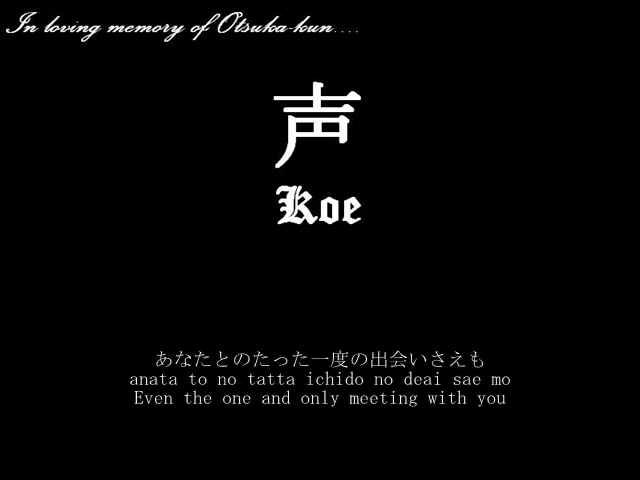 In loving memory of Otsuka-kun....
声
Koe
あなたとのたった一度の出会いさえも
anata to no tatta ichido no deai sae mo
Even the one and only meeting with you